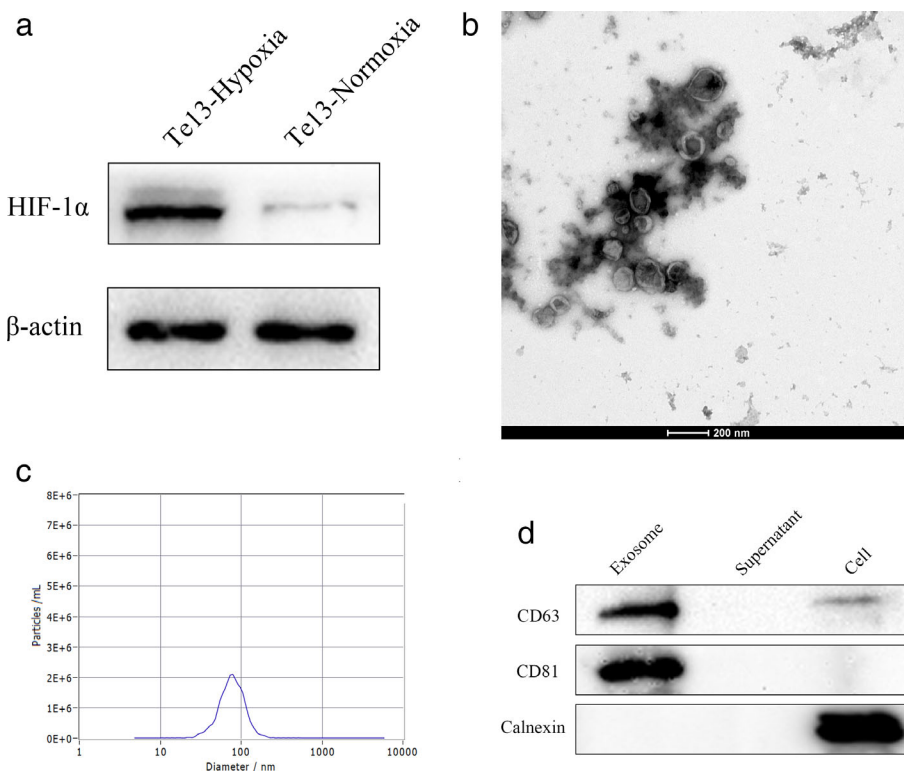 a
Te13-Hypoxia
Te13-Normoxia
HIF-1α
β-actin
b
200 nm
c
8E+6
7E+6
6E+6
5E+6
4E+6
3E+6
2E+6
1E+6
0E+0
Particles /mL
1
10
100
1000
10000
Diameter / nm
d
Exosome
Supernatant
Cell
CD63
CD81
Calnexin